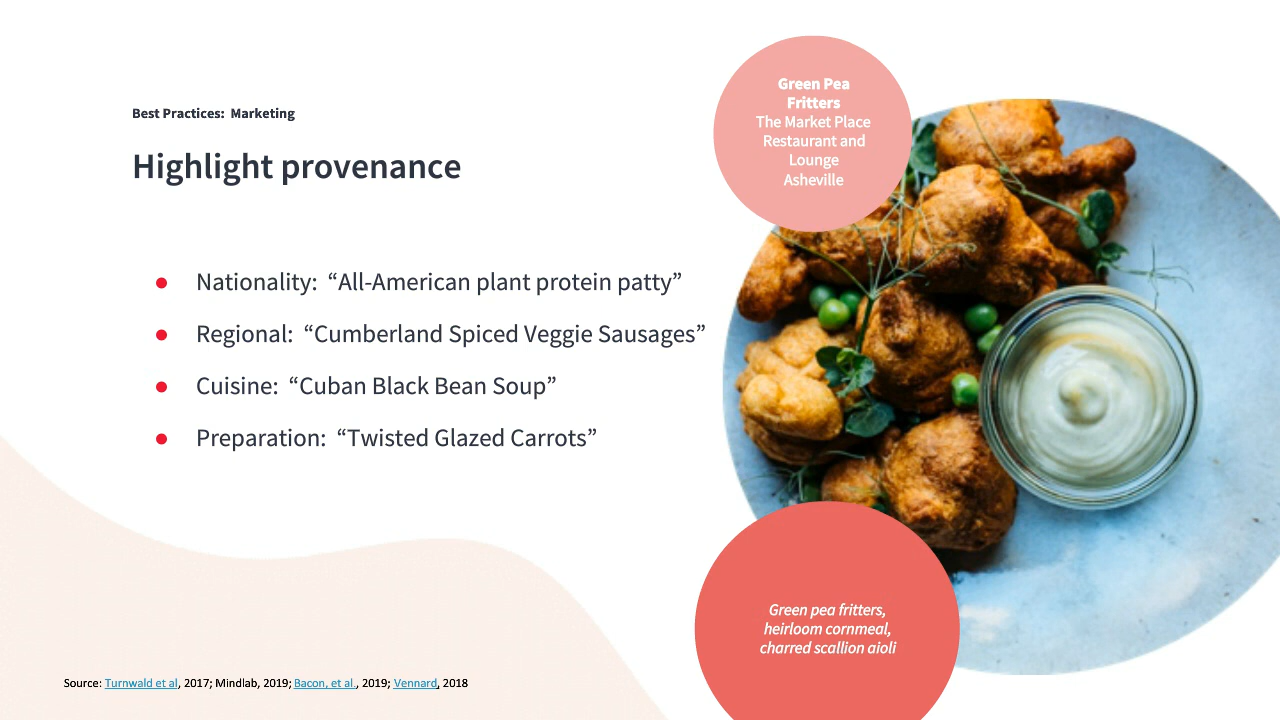 Best Practices:  Marketing
Highlight provenance
● Nationality:  “All-American plant protein patty”
● Regional:  “Cumberland Spiced Veggie Sausages”
● Cuisine:  “Cuban Black Bean Soup”
● Preparation:  “Twisted Glazed Carrots”
Green Pea
Fritters
The Market Place
Restaurant and
Lounge
Asheville
Green pea fritters,
heirloom cornmeal,
charred scallion aioli
Source: Turnwald et al, 2017; Mindlab, 2019; Bacon, et al., 2019; Vennard, 2018